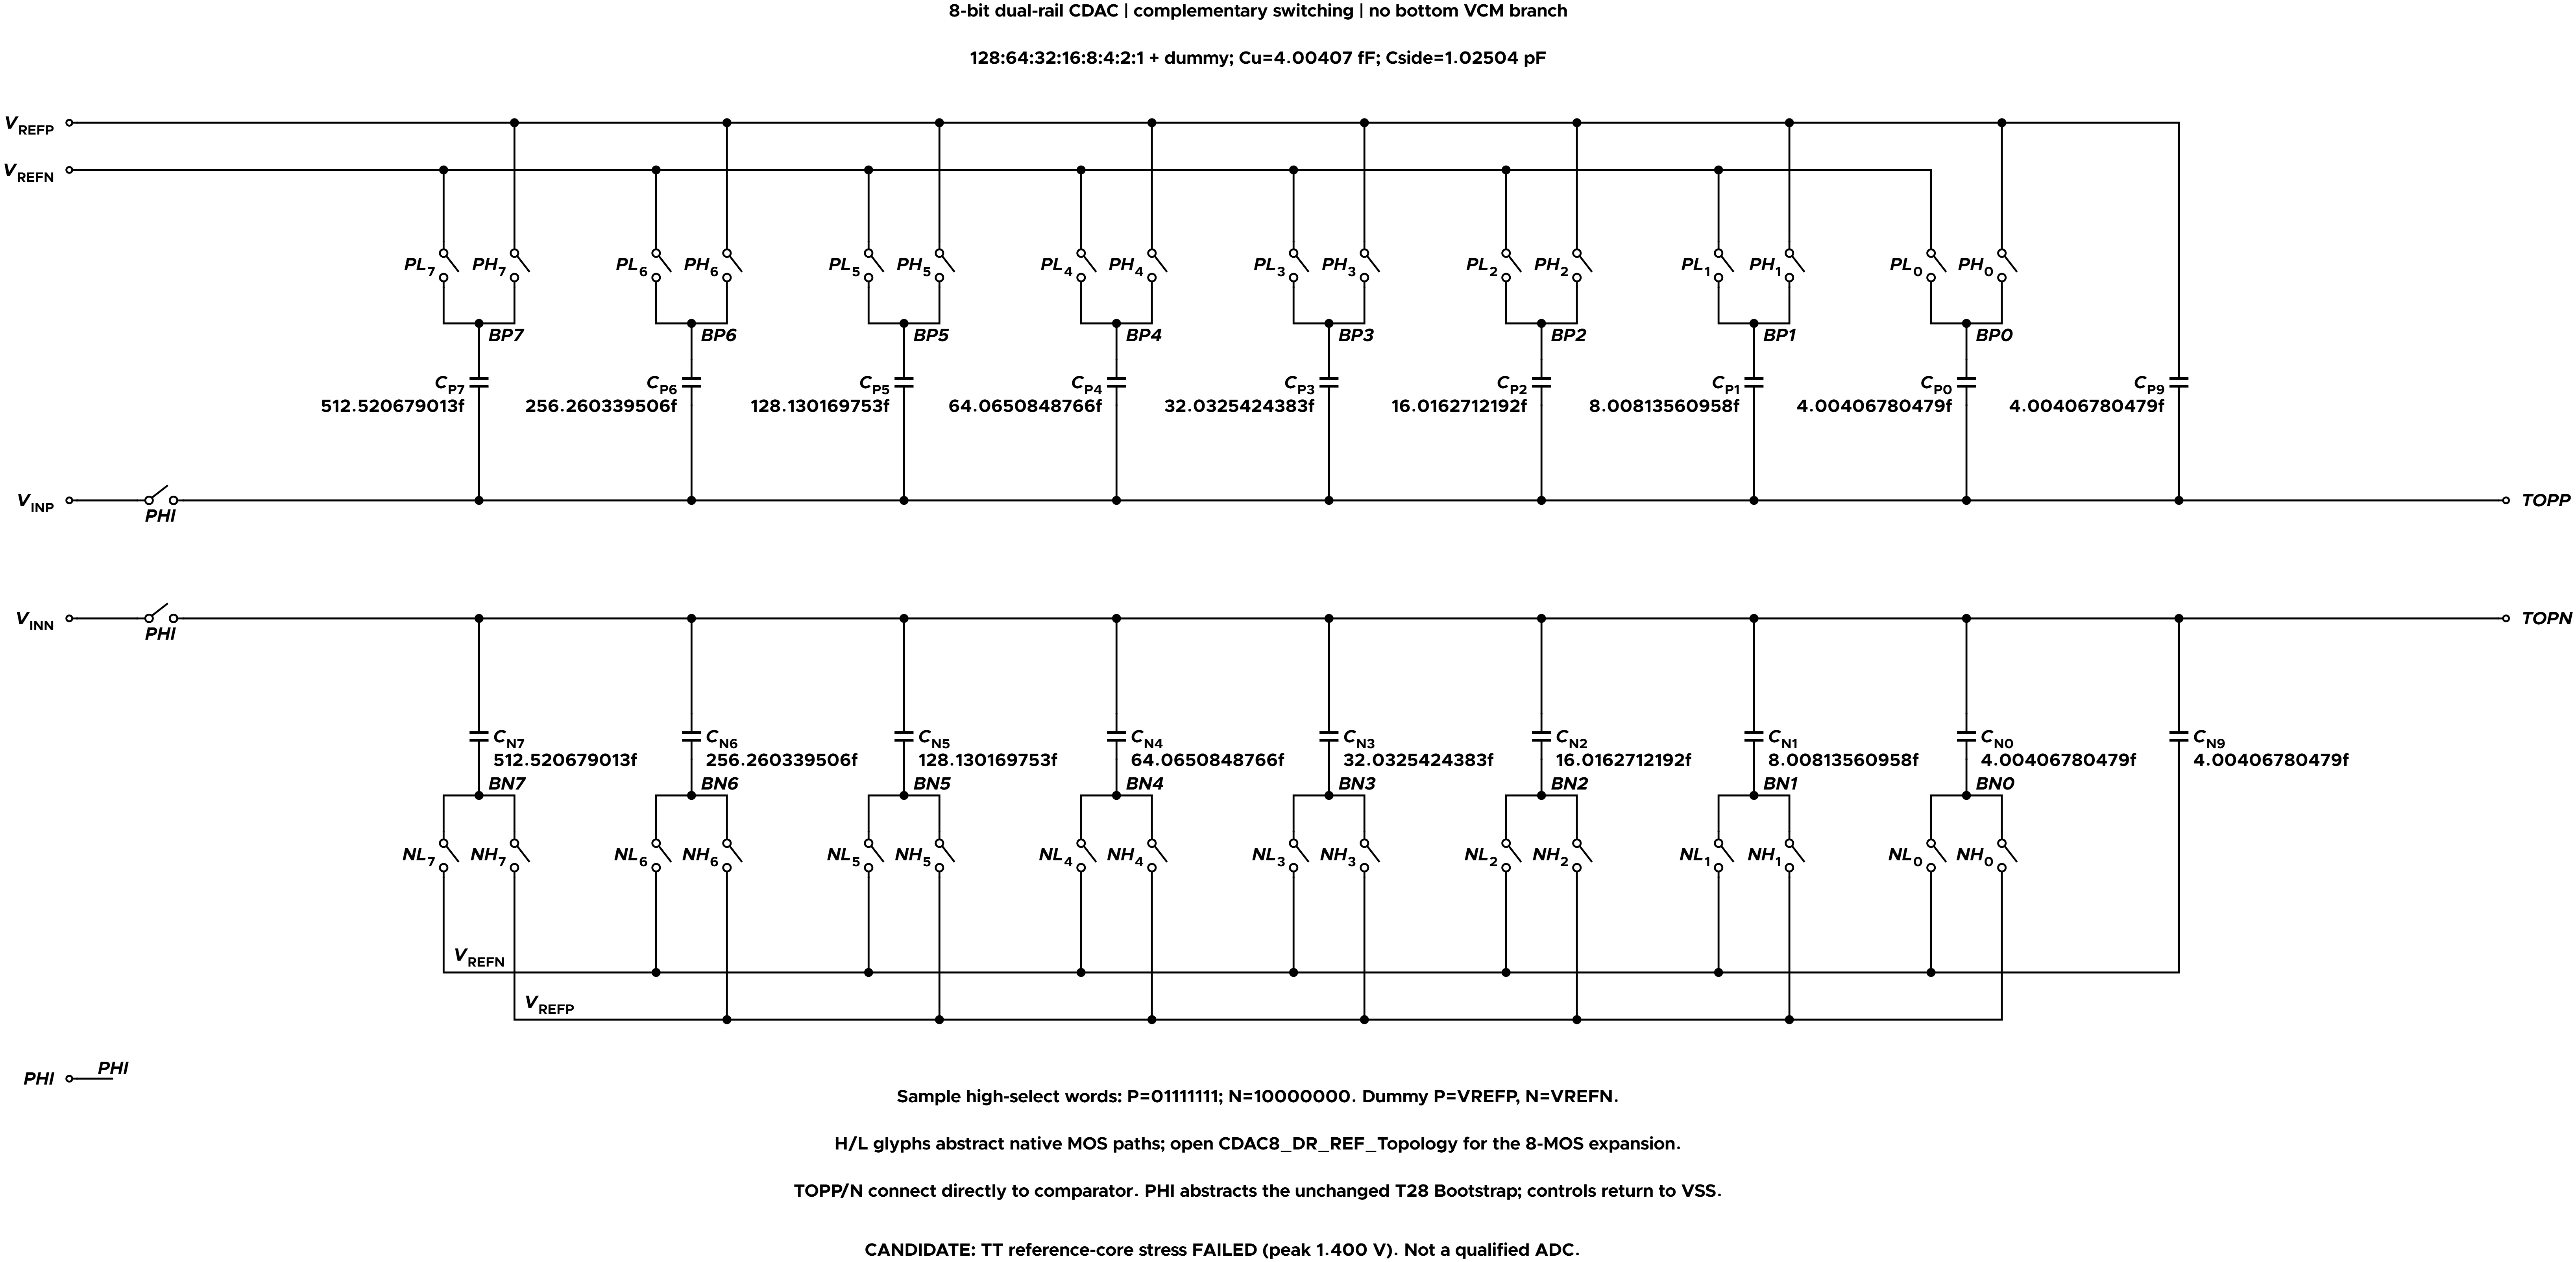 8-bit dual-rail CDAC | complementary switching | no bottom VCM branch
128:64:32:16:8:4:2:1 + dummy; Cu=4.00407 fF; Cside=1.02504 pF
VREFP
VREFN
PL7 PH7 PL6 PH6 PL5 PH5 PL4 PH4 PL3 PH3 PL2 PH2 PL1 PH1 PL0 PH0
BP7 BP6 BP5 BP4 BP3 BP2 BP1 BP0
CP7 CP6 CP5 CP4 CP3 CP2 CP1 CP0 CP9
512.520679013f 256.260339506f 128.130169753f 64.0650848766f 32.0325424383f 16.0162712192f 8.00813560958f 4.00406780479f 4.00406780479f
VINP TOPP
PHI
VINN TOPN
PHI
CN7 CN6 CN5 CN4 CN3 CN2 CN1 CN0 CN9
512.520679013f 256.260339506f 128.130169753f 64.0650848766f 32.0325424383f 16.0162712192f 8.00813560958f 4.00406780479f 4.00406780479f
BN7 BN6 BN5 BN4 BN3 BN2 BN1 BN0
NL7 NH7 NL6 NH6 NL5 NH5 NL4 NH4 NL3 NH3 NL2 NH2 NL1 NH1 NL0 NH0
VREFN
VREFP
PHI PHI
Sample high-select words: P=01111111; N=10000000. Dummy P=VREFP, N=VREFN.
H/L glyphs abstract native MOS paths; open CDAC8_DR_REF_Topology for the 8-MOS expansion.
TOPP/N connect directly to comparator. PHI abstracts the unchanged T28 Bootstrap; controls return to VSS.
CANDIDATE: TT reference-core stress FAILED (peak 1.400 V). Not a qualified ADC.